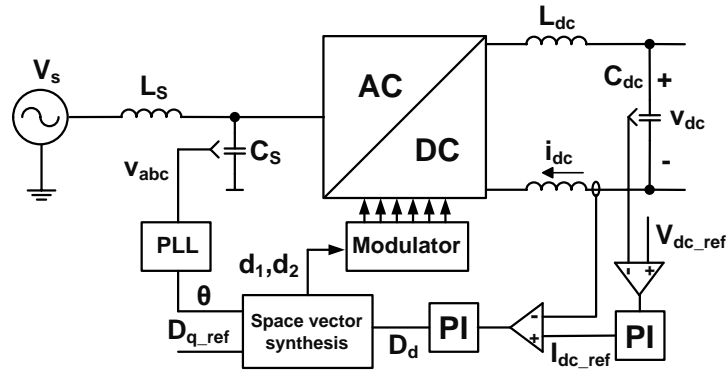 L_dc
V_s
L_S
AC
C_dc
+
v_dc
C_S
DC
v_abc
i_dc
-
PLL
d_1,d_2
Modulator
V_dc_ref
- +
θ
D_q_ref
Space vector
synthesis
D_d
PI
-
+
I_dc_ref
PI